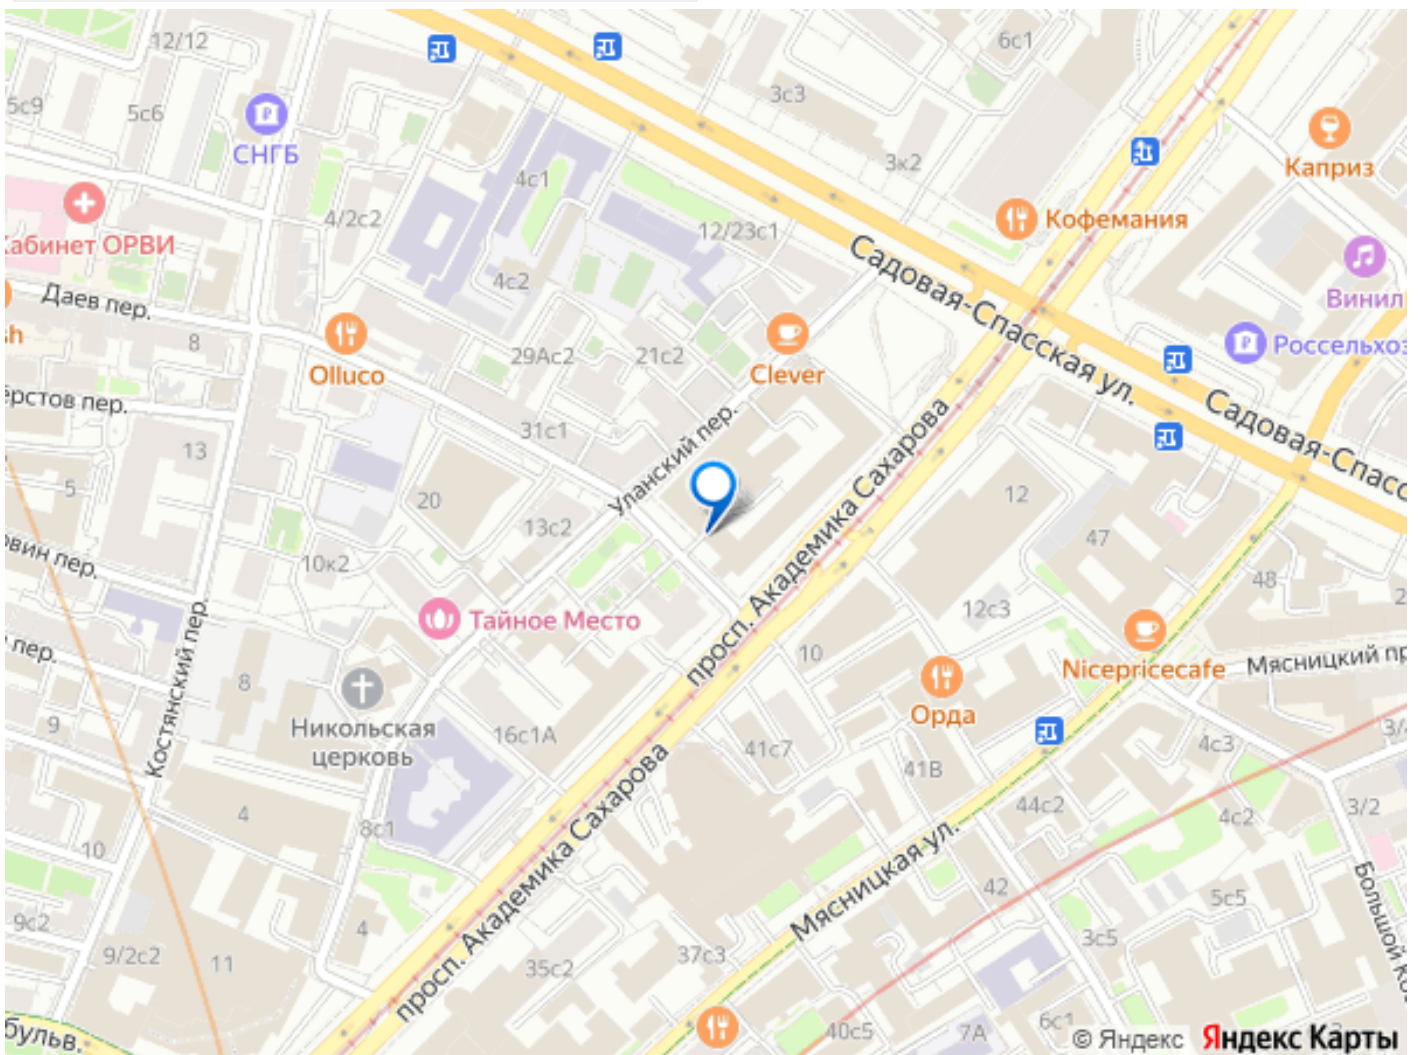 12/12
6с1
3с3
5с9
5с6
СНГБ
3к2
Каприз
4с1
4/2с2
Кофемания
Кабинет ОРВИ
12/23с1
Садовая-Спасская ул.
4с2
Винил
Даев пер.
8
29Ас2
21с2
Clever
Россельхоз
Olluco
Садовая-Спасс
ерстов пер.
31с1
Уланский пер.
13
5
20
13с2
просп. Академика Сахарова
12
47
10к2
48
овин пер.
12с3
Тайное Место
10
Nicepricecafe
Мясницкий пр
пер.
8
Костянский пер.
Орда
9
Никольская
церковь
16с1А
41с7
41В
4с3
3/4
44с2
3/2
4с2
4
8с1
просп. Академика Сахарова
Мясницкая ул.
10
42
5с5
Большой Ко
9с2
4
3с5
9/2с2
11
35с2
37с3
бульв.
40с5
7А
6с1
© Яндекс Яндекс Карты